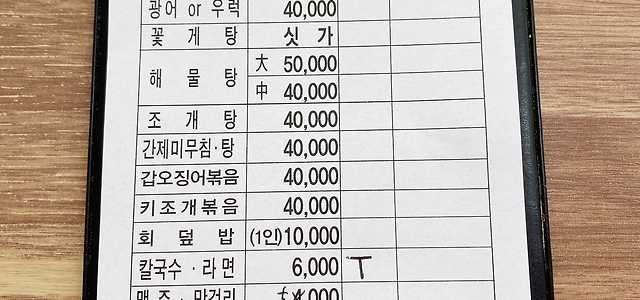 광어 or 우럭 40,000
꽃 게 탕 싯 가
해 물 탕 大 50,000
中 40,000
조 개 탕 40,000
간제미무침·탕 40,000
갑오징어볶음 40,000
키조개볶음 40,000
회 덮 밥 (1인)10,000
칼국수·라면 6,000 T
맥주·막걸리 ,000